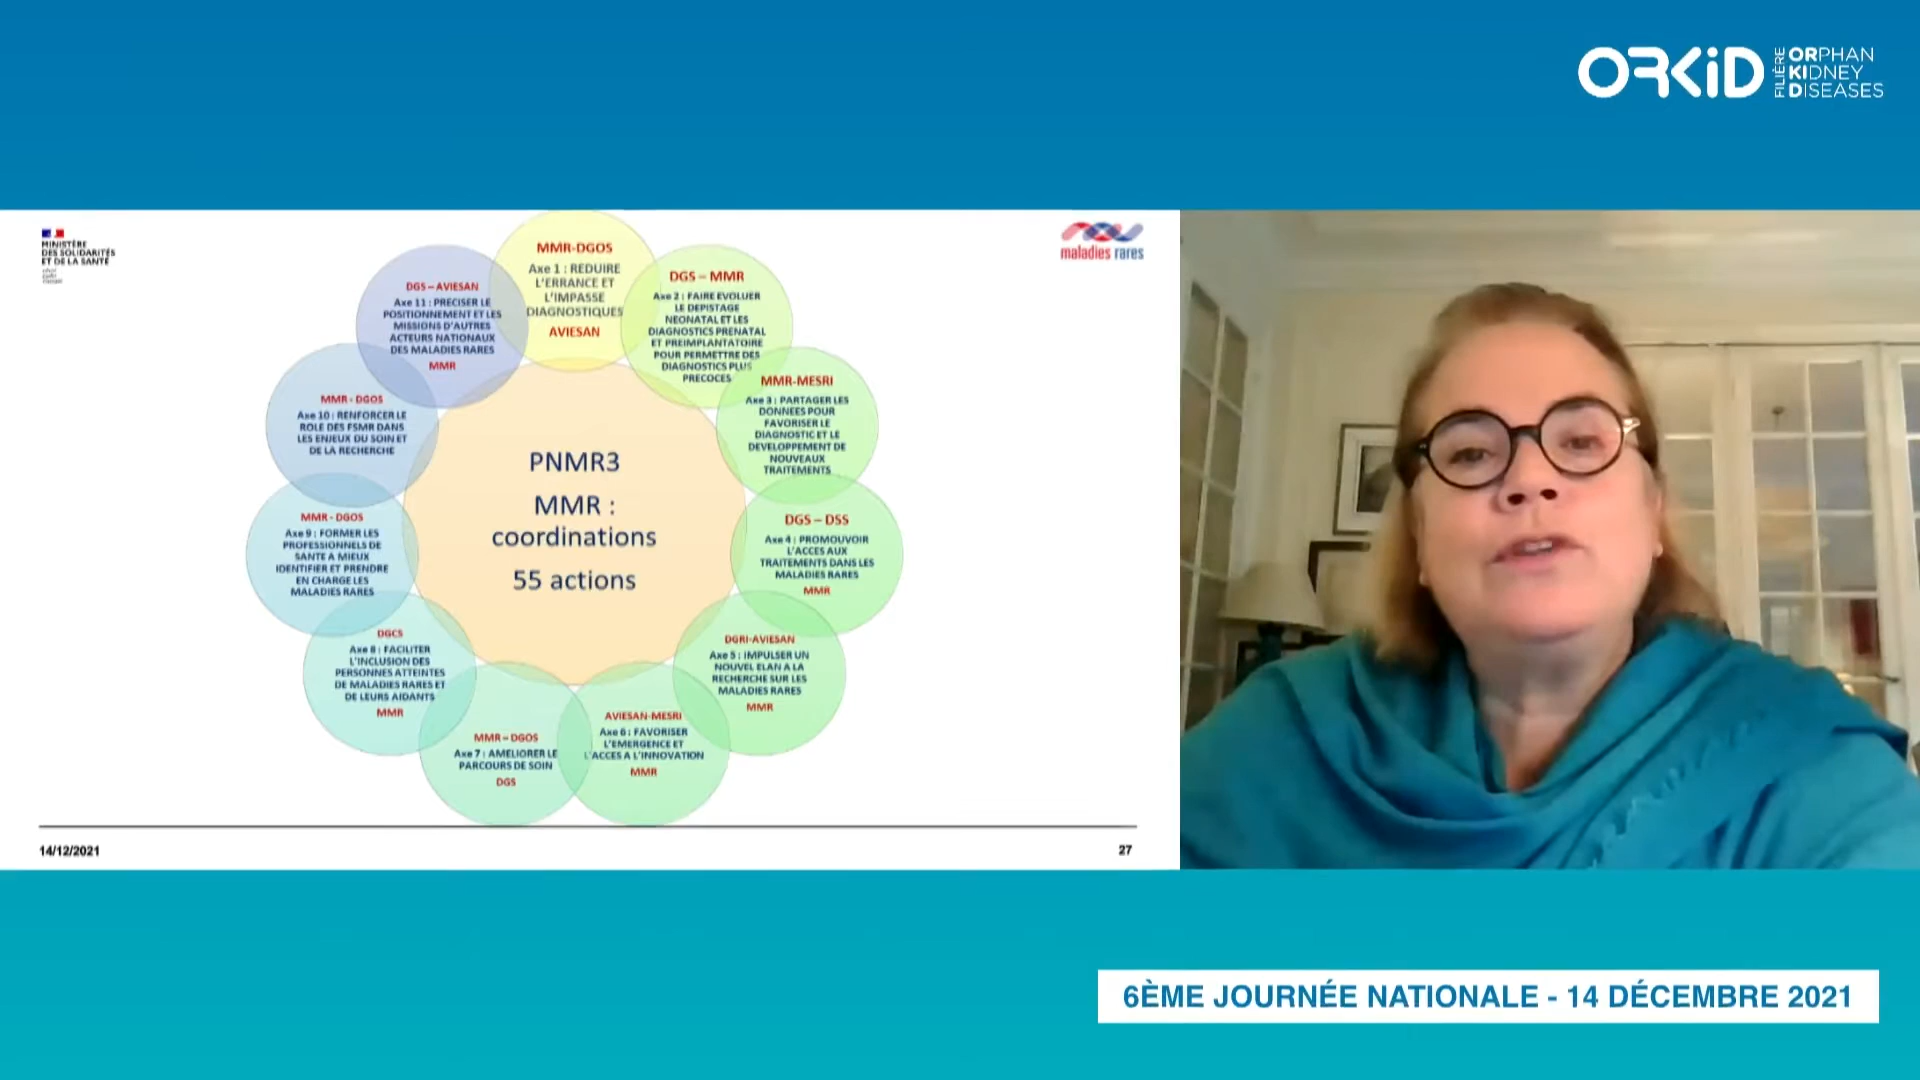 ORKID
FILIÈRE
ORPHAN
KIDNEY
DISEASES
MINISTÈRE
DES SOLIDARITÉS
ET DE LA SANTÉ
maladies rares
MMR-DGOS
Axe 1 : REDUIRE
L'ERRANCE ET
L'IMPASSE
DIAGNOSTIQUES
AVIESAN
DGS – MMR
Axe 2 : FAIRE EVOLUER
LE DEPISTAGE
NEONATAL ET LES
DIAGNOSTICS PRENATAL
ET PREIMPLANTATOIRE
POUR PERMETTRE DES
DIAGNOSTICS PLUS
PRECOCES
MMR-MESRI
Axe 3 : PARTAGER LES
DONNEES POUR
FAVORISER LE
DIAGNOSTIC ET LE
DEVELOPPEMENT DE
NOUVEAUX
TRAITEMENTS
DGS – DSS
Axe 4 : PROMOUVOIR
L'ACCES AUX
TRAITEMENTS DANS LES
MALADIES RARES
MMR
DGRI-AVIESAN
Axe 5 : IMPULSER UN
NOUVEL ELAN A LA
RECHERCHE SUR LES
MALADIES RARES
MMR
AVIESAN-MESRI
Axe 6 : FAVORISER
L'EMERGENCE ET
L'ACCES A L'INNOVATION
MMR
MMR – DGOS
Axe 7 : AMELIORER LE
PARCOURS DE SOIN
DGS
DGCS
Axe 8 : FACILITER
L'INCLUSION DES
PERSONNES ATTEINTES
DE MALADIES RARES ET
DE LEURS AIDANTS
MMR
MMR - DGOS
Axe 9 : FORMER LES
PROFESSIONNELS DE
SANTE A MIEUX
IDENTIFIER ET PRENDRE
EN CHARGE LES
MALADIES RARES
MMR - DGOS
Axe 10 : RENFORCER LE
ROLE DES FSMR DANS
LES ENJEUX DU SOIN ET
DE LA RECHERCHE
DGS – AVIESAN
Axe 11 : PRECISER LE
POSITIONNEMENT ET LES
MISSIONS D'AUTRES
ACTEURS NATIONAUX
DES MALADIES RARES
MMR
PNMR3
MMR :
coordinations
55 actions
14/12/2021
27
6ÈME JOURNÉE NATIONALE - 14 DÉCEMBRE 2021